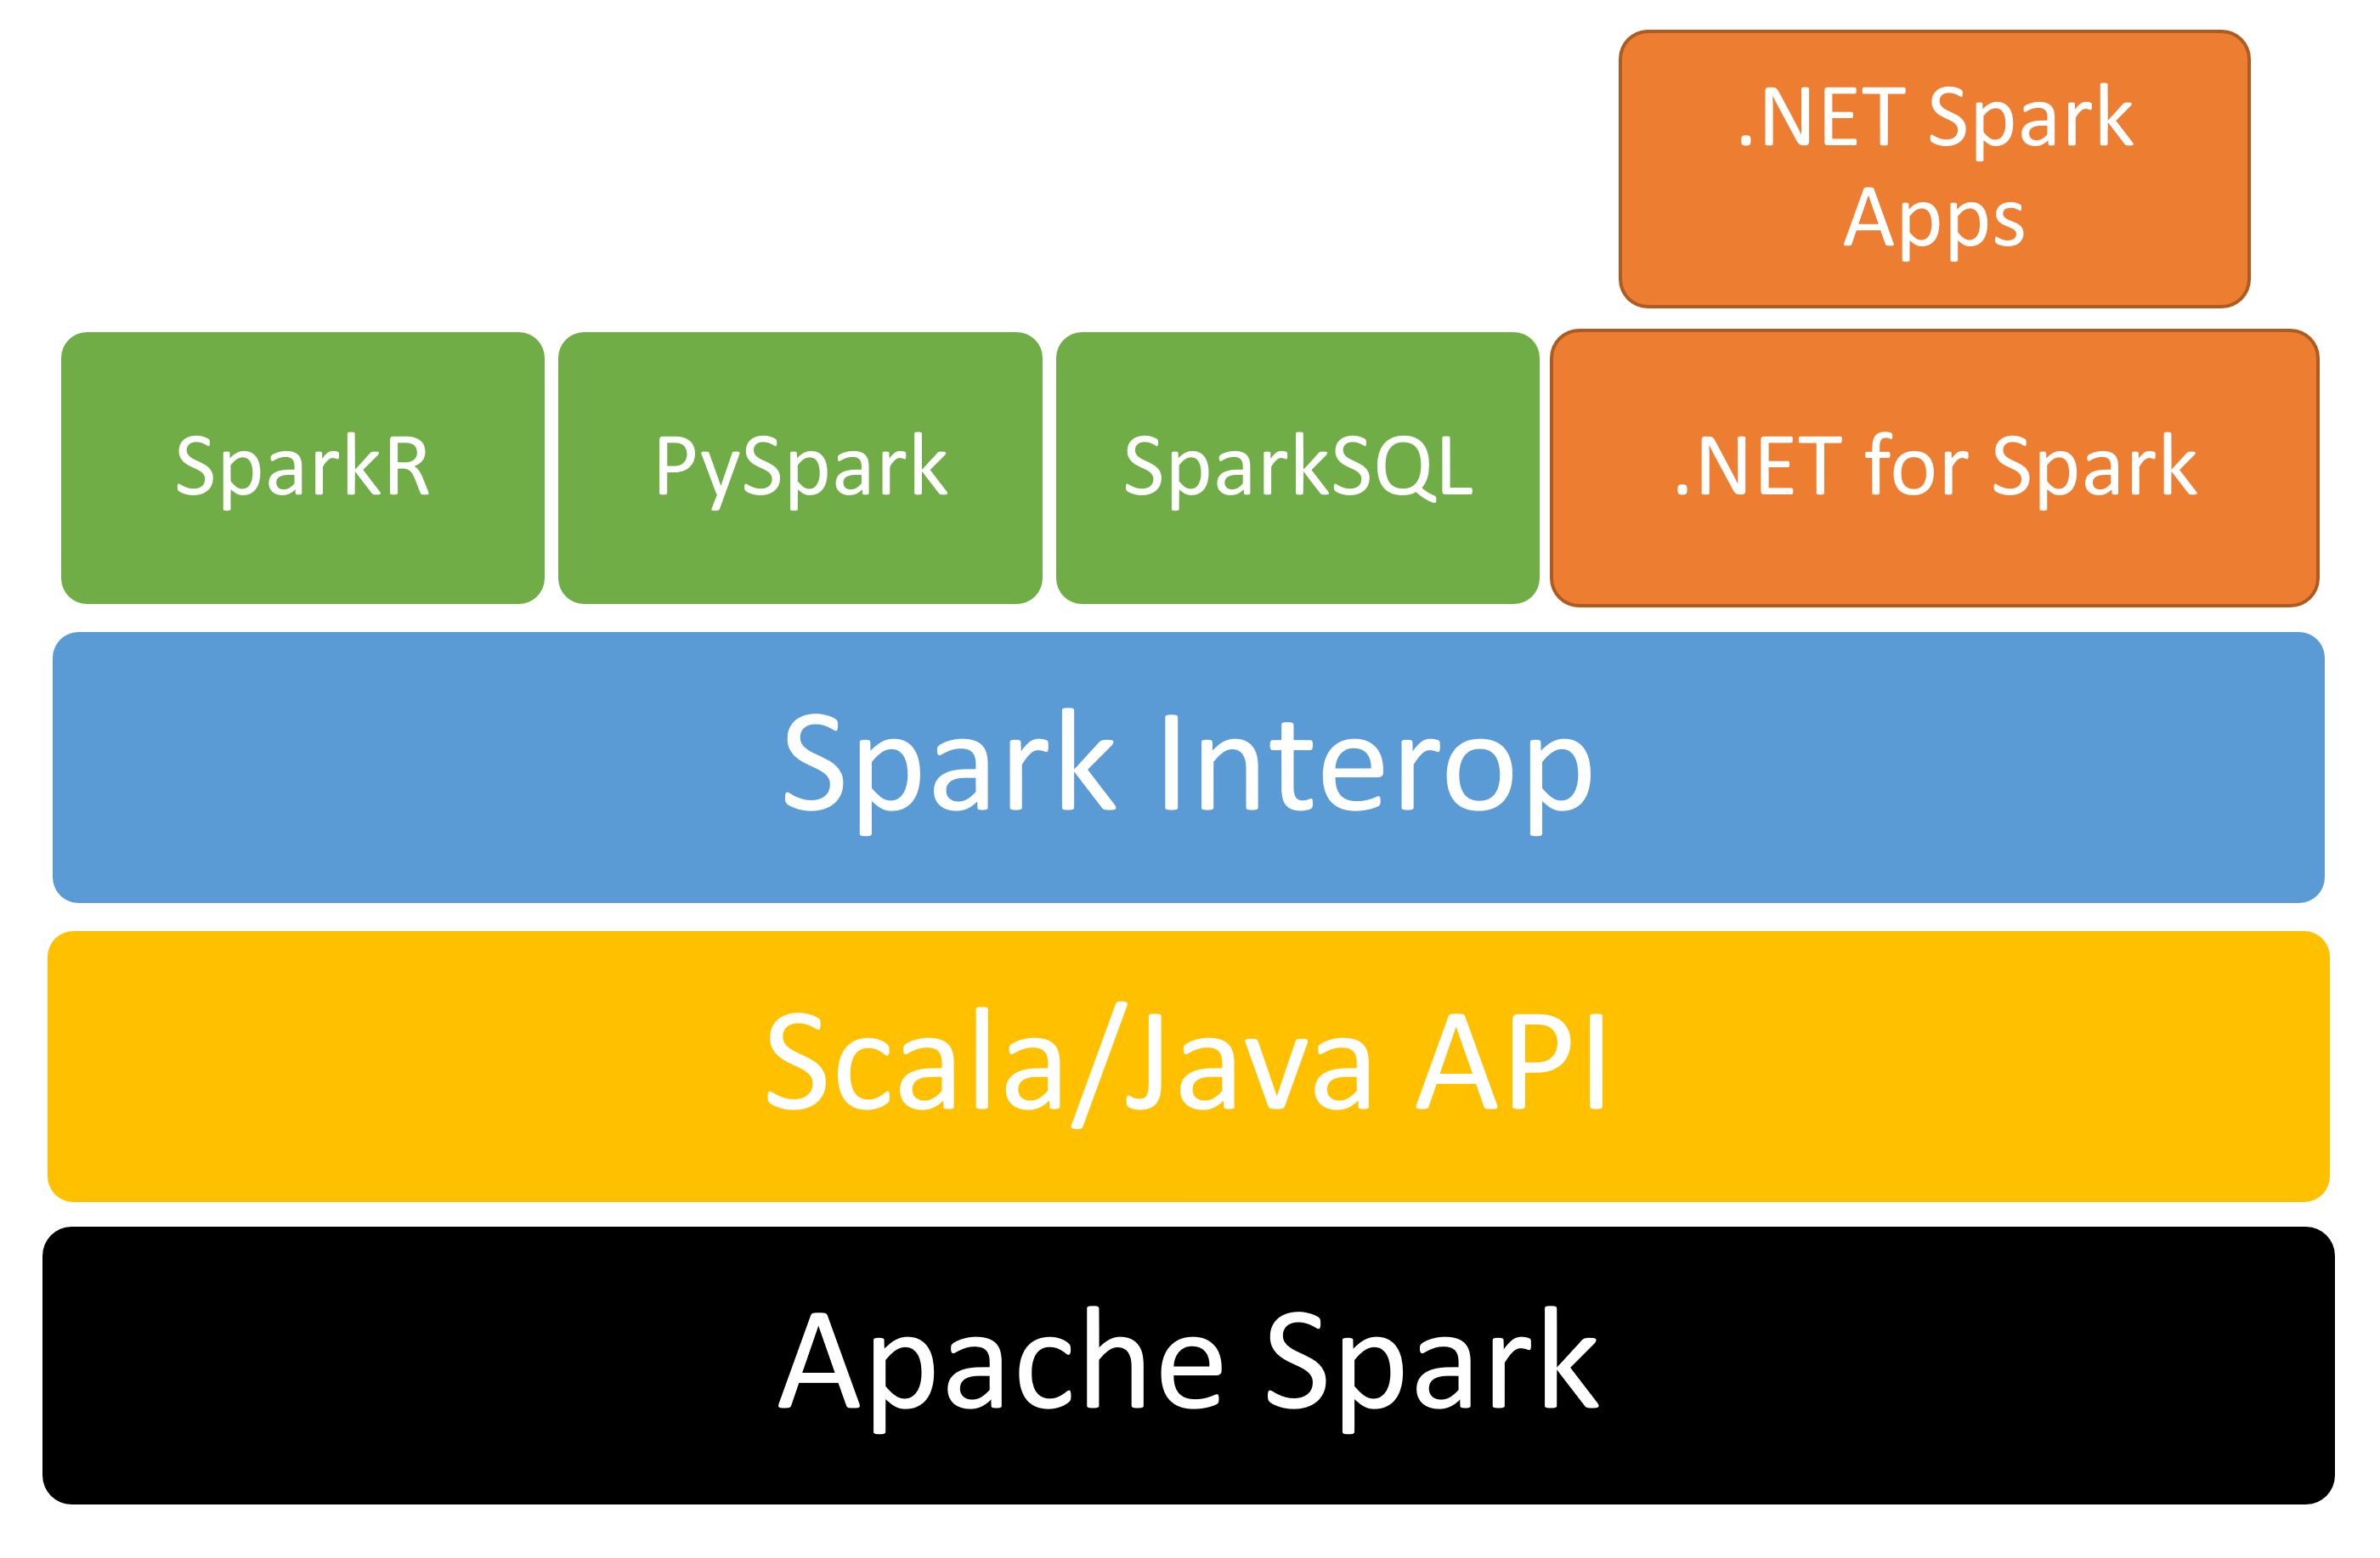 .NET Spark
Apps
SparkR
PySpark
SparkSQL
.NET for Spark
Spark Interop
Scala/Java API
Apache Spark